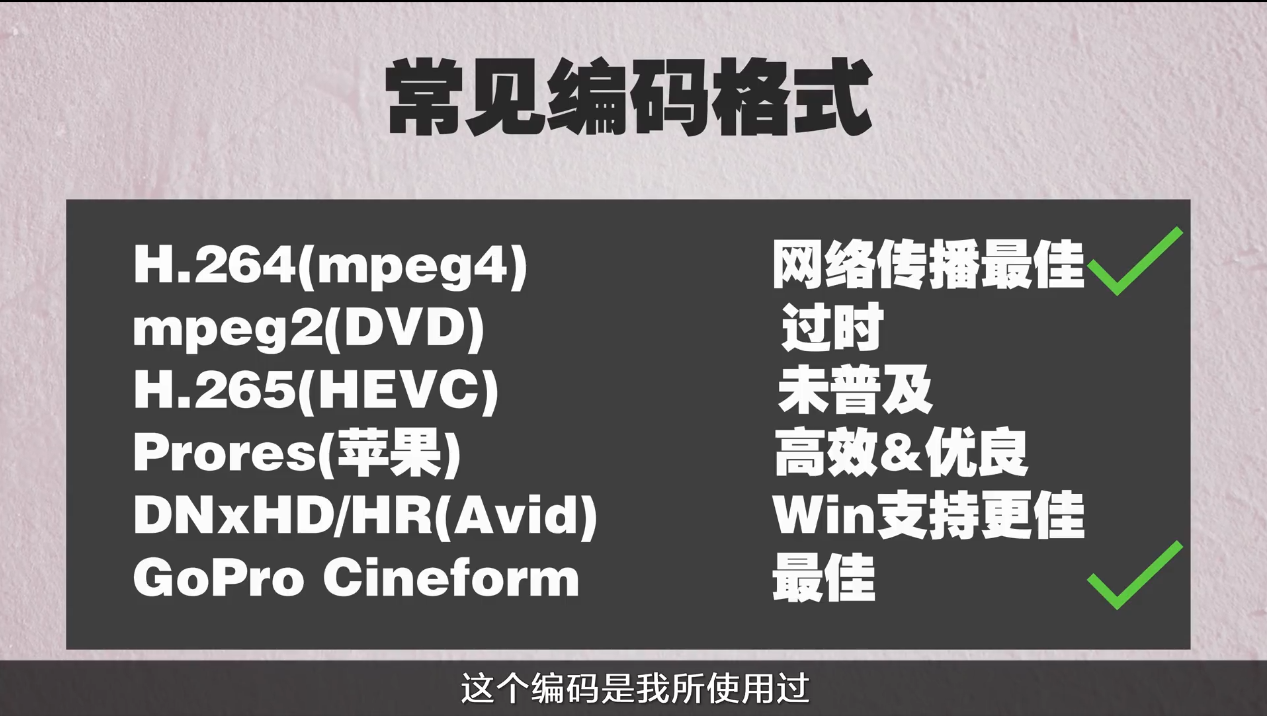 常见编码格式
H.264(mpeg4) 网络传播最佳
mpeg2(DVD) 过时
H.265(HEVC) 未普及
Prores(苹果) 高效&优良
DNxHD/HR(Avid) Win支持更佳
GoPro Cineform 最佳
这个编码是我所使用过